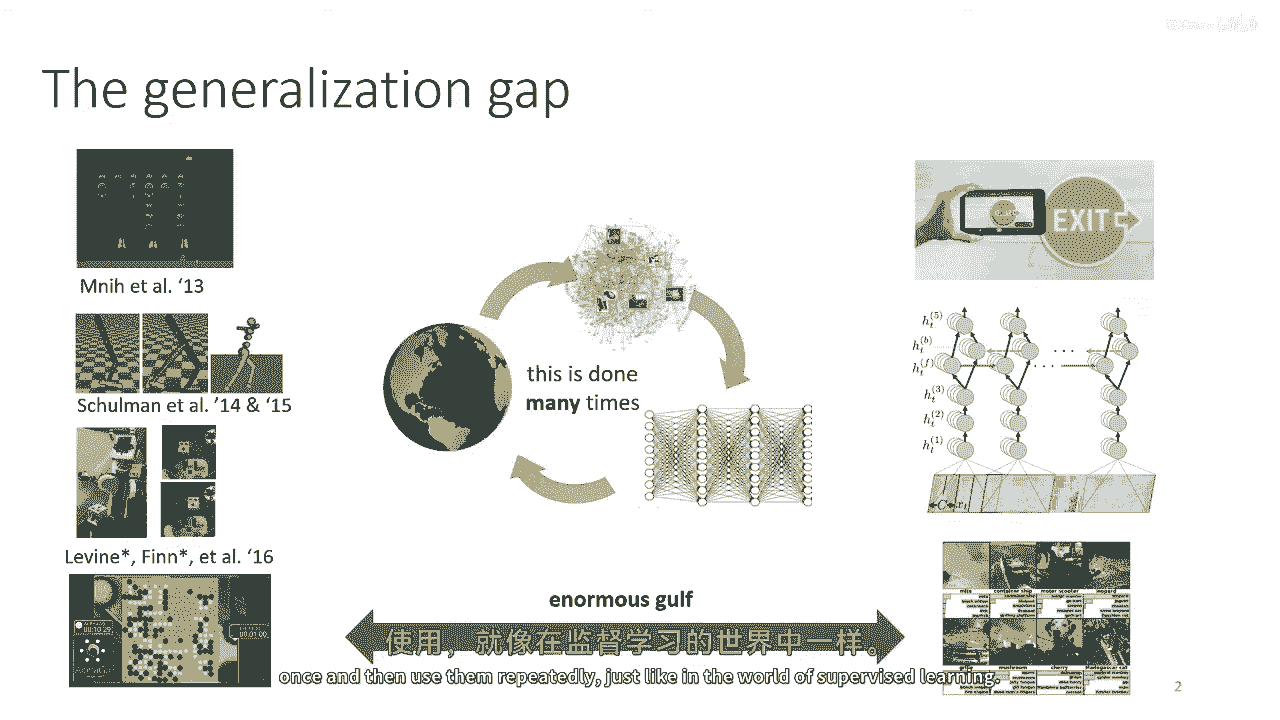 The generalization gap
Mnih et al. ‘13
Schulman et al. ’14 & ‘15
Levine*, Finn*, et al. ‘16
this is done
many times
EXIT
h_t^{(5)}
h_t^{(b)}
h_t^{(f)}
h_t^{(3)}
h_t^{(2)}
h_t^{(1)}
C
x_t
mite
container ship
motor scooter
leopard
mushroom
cherry
Madagascar cat
enormous gulf
使用，就像在监督学习的世界中一样。
once and then use them repeatedly, just like in the world of supervised learning.
2